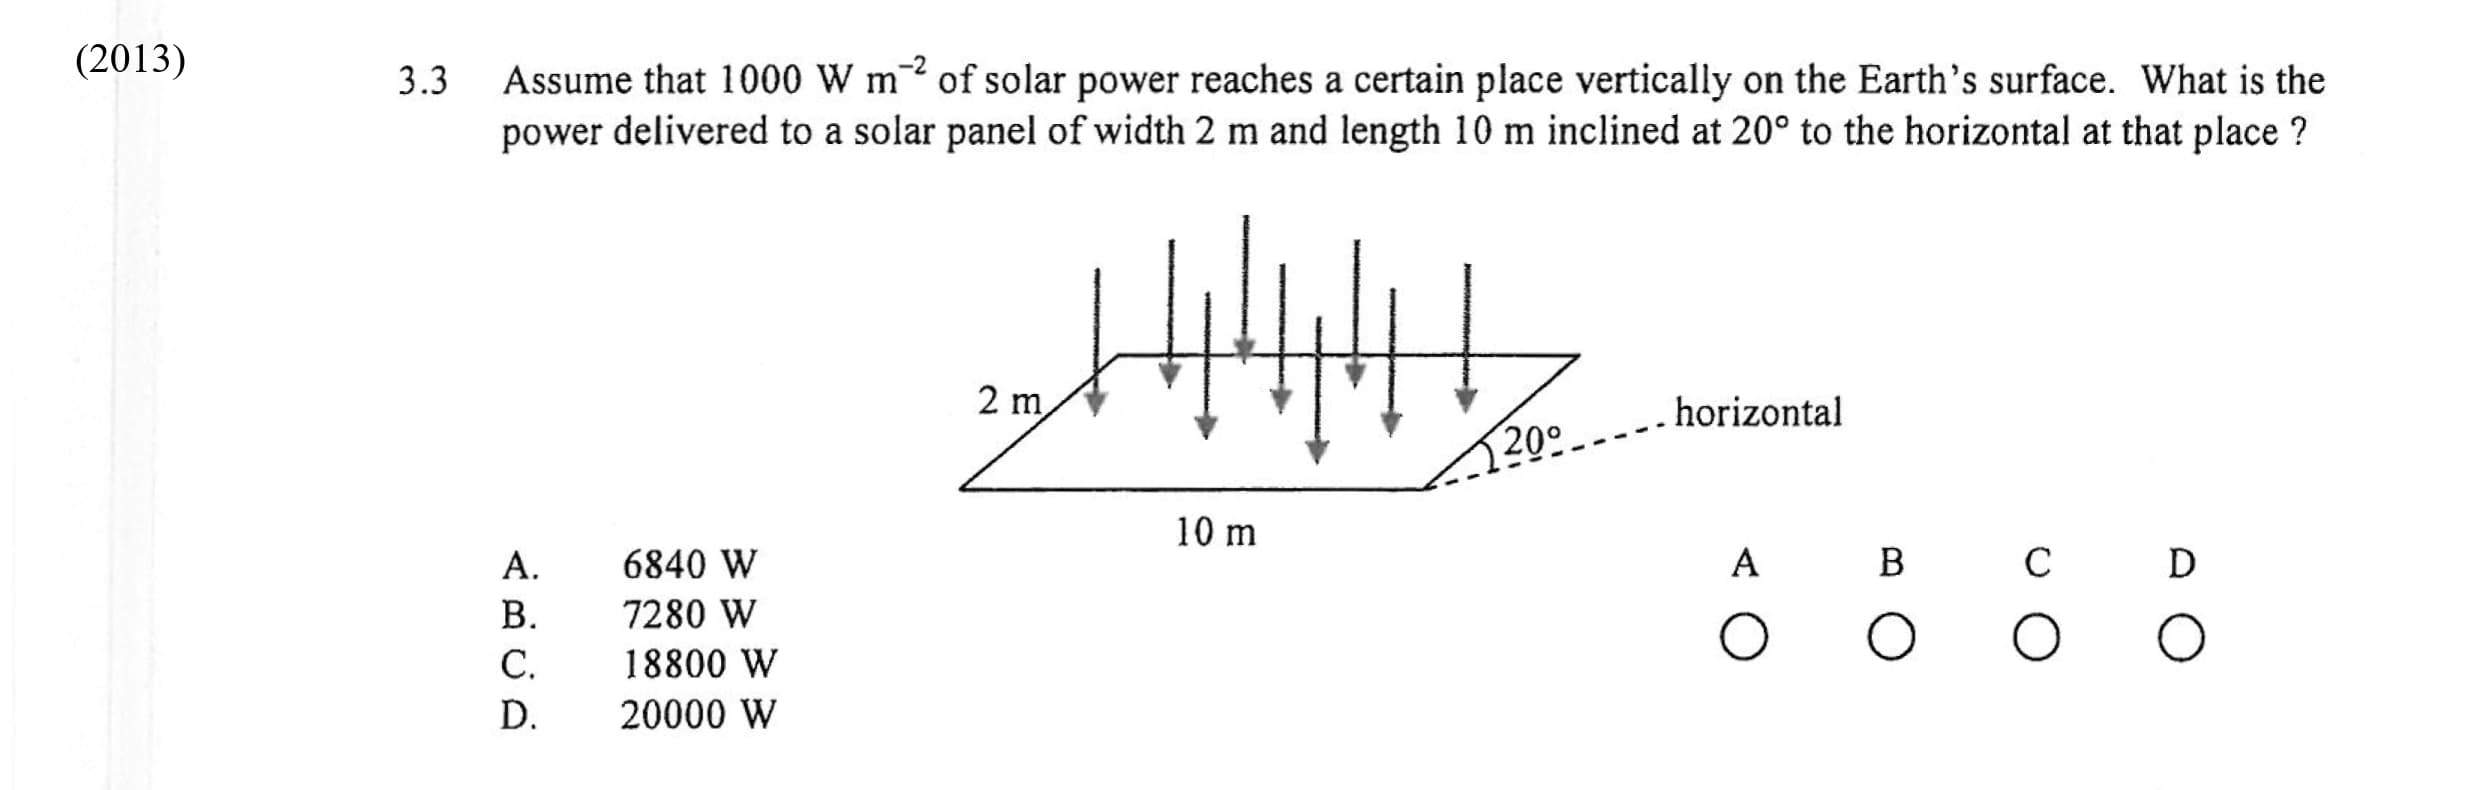 (2013)
3.3 Assume that 1000 W m⁻² of solar power reaches a certain place vertically on the Earth's surface. What is the
power delivered to a solar panel of width 2 m and length 10 m inclined at 20° to the horizontal at that place ?
2 m
horizontal
20°
10 m
A. 6840 W
B. 7280 W
C. 18800 W
D. 20000 W
A B C D